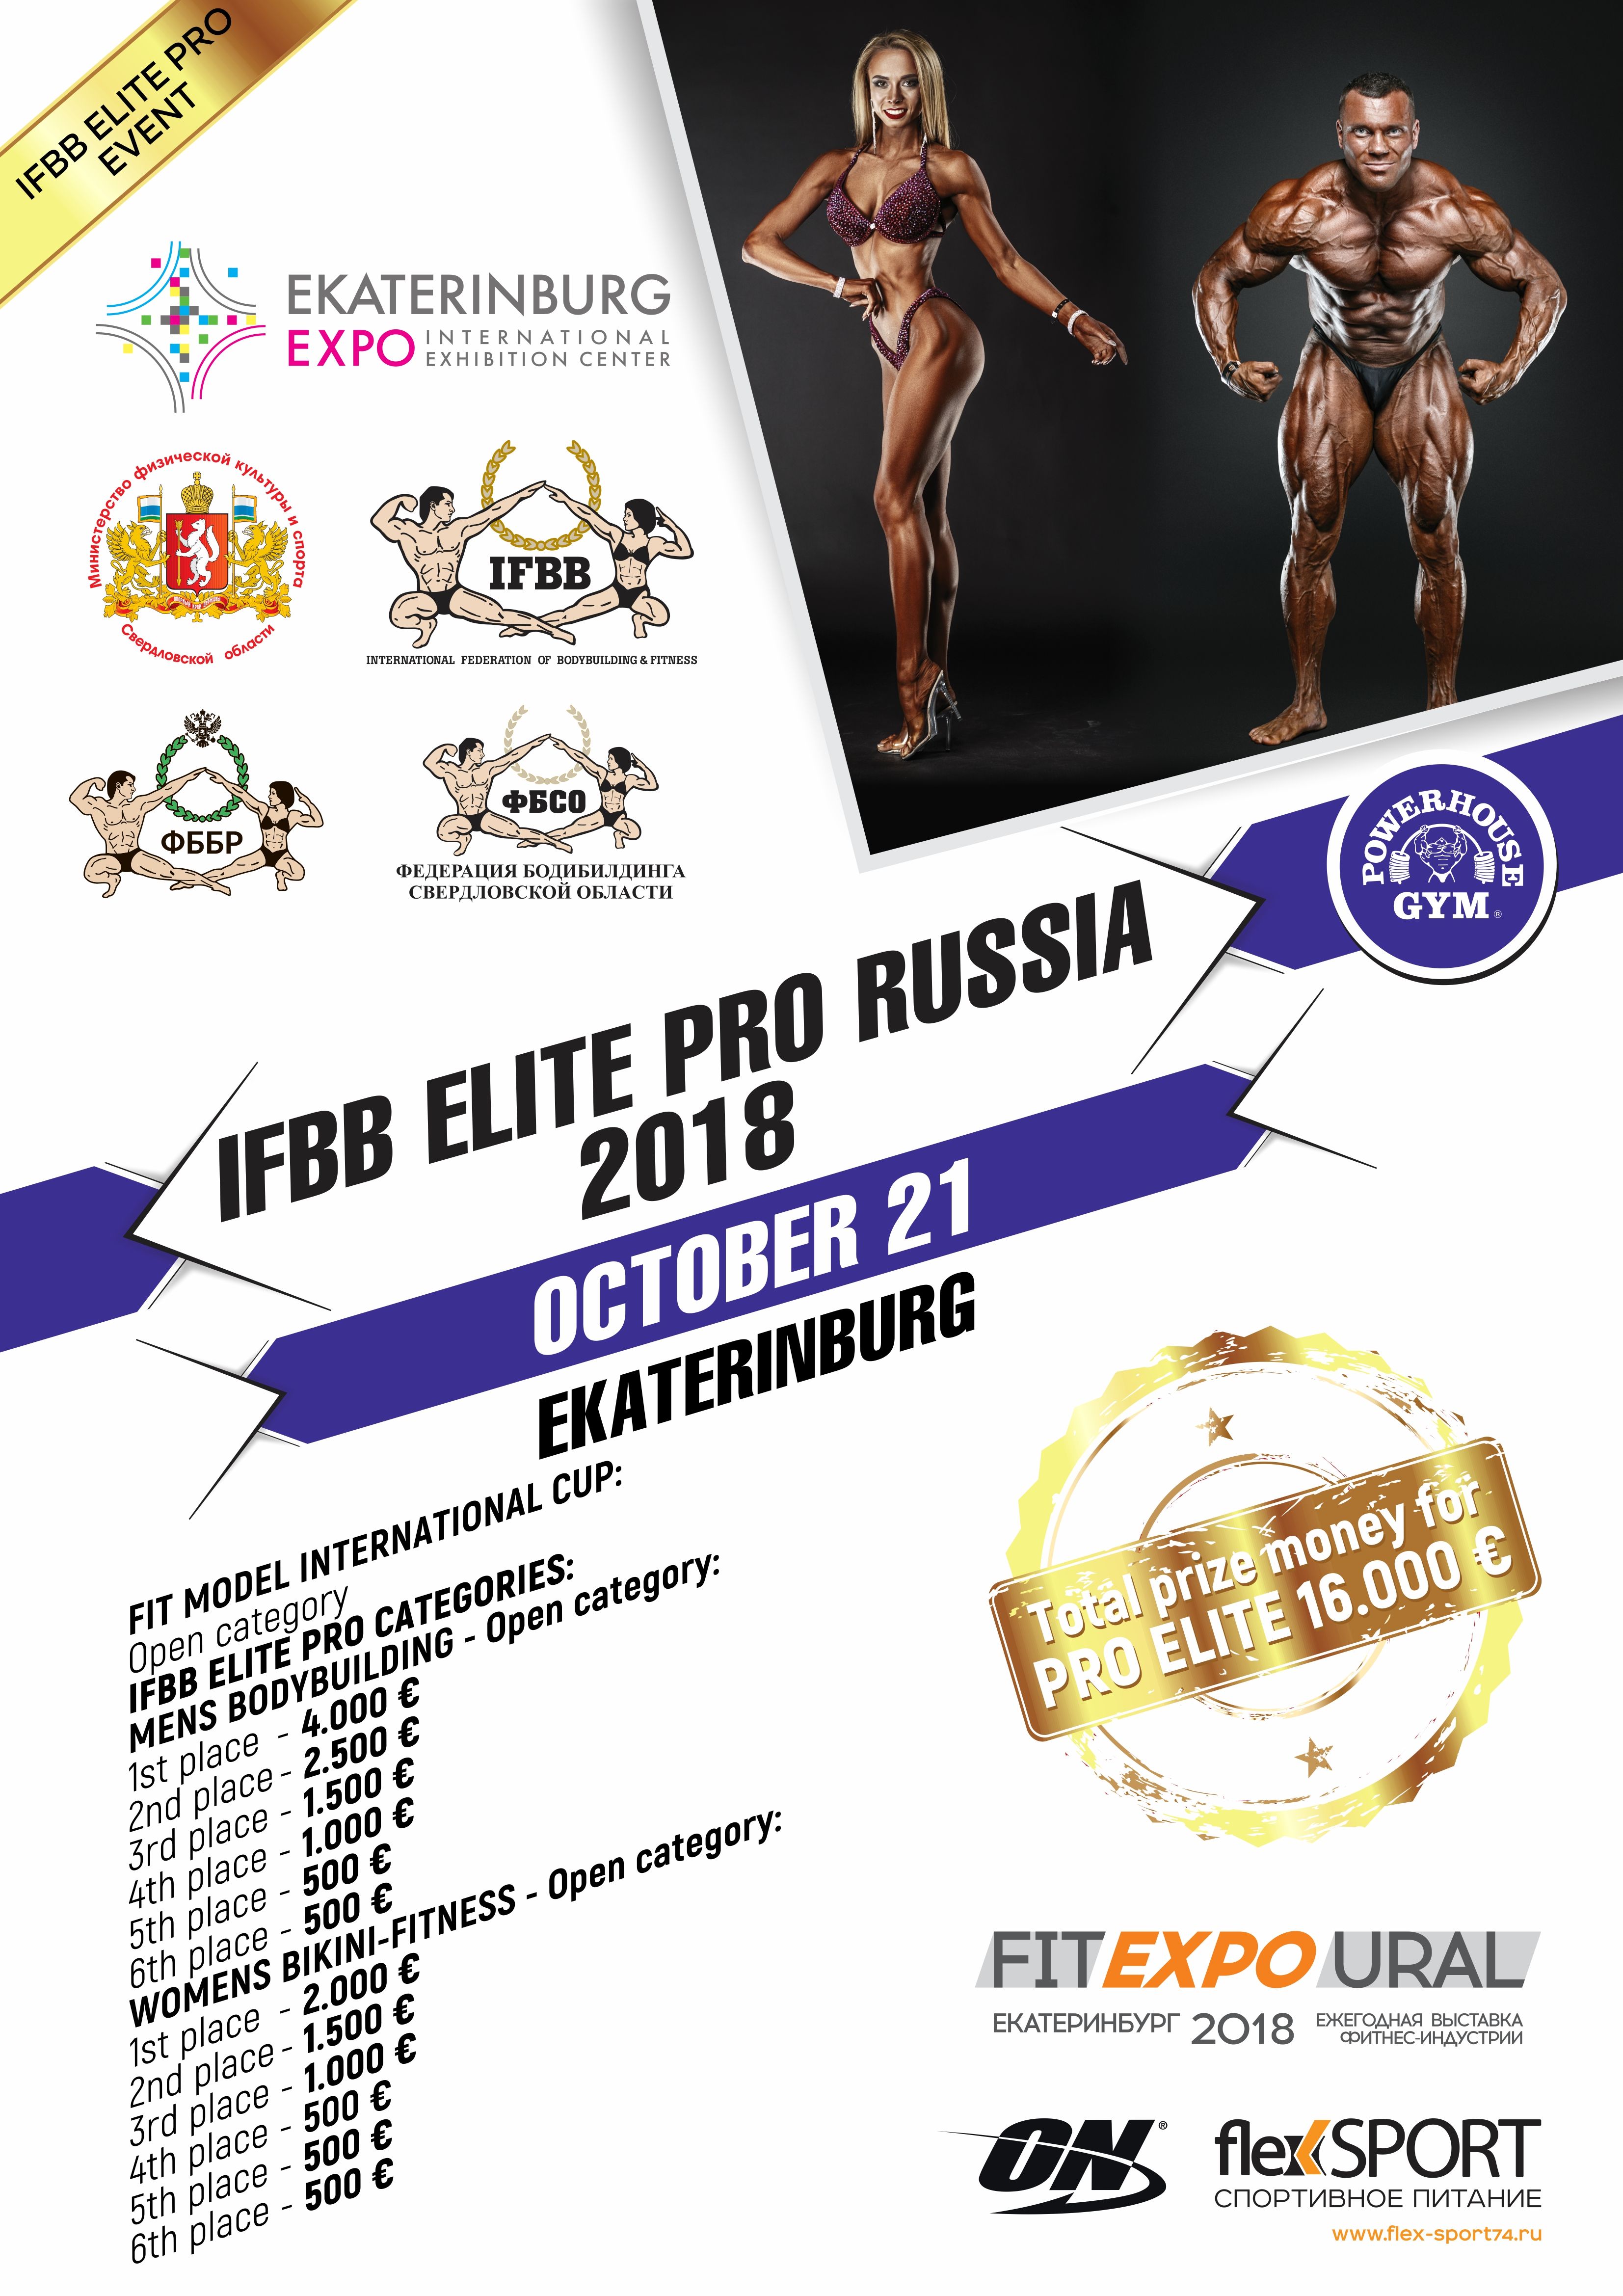 IFBB ELITE PRO
EVENT
EKATERINBURG
EXPO INTERNATIONAL
EXHIBITION CENTER
Министерство физической культуры и спорта
Свердловской области
IFBB
INTERNATIONAL FEDERATION OF BODYBUILDING & FITNESS
ФББР
ФБСО
ФЕДЕРАЦИЯ БОДИБИЛДИНГА
СВЕРДЛОВСКОЙ ОБЛАСТИ
POWERHOUSE
GYM®
IFBB ELITE PRO RUSSIA
2018
OCTOBER 21
EKATERINBURG
FIT MODEL INTERNATIONAL CUP:
Open category
IFBB ELITE PRO CATEGORIES:
MENS BODYBUILDING - Open category:
1st place - 4.000 €
2nd place - 2.500 €
3rd place - 1.500 €
4th place - 1.000 €
5th place - 500 €
6th place - 500 €
WOMENS BIKINI-FITNESS - Open category:
1st place - 2.000 €
2nd place - 1.500 €
3rd place - 1.000 €
4th place - 500 €
5th place - 500 €
6th place - 500 €
Total prize money for
PRO ELITE 16.000 €
FITEXPO URAL
ЕКАТЕРИНБУРГ 2018 ЕЖЕГОДНАЯ ВЫСТАВКА
ФИТНЕС-ИНДУСТРИИ
ON®
flexSPORT
СПОРТИВНОЕ ПИТАНИЕ
www.flex-sport74.ru